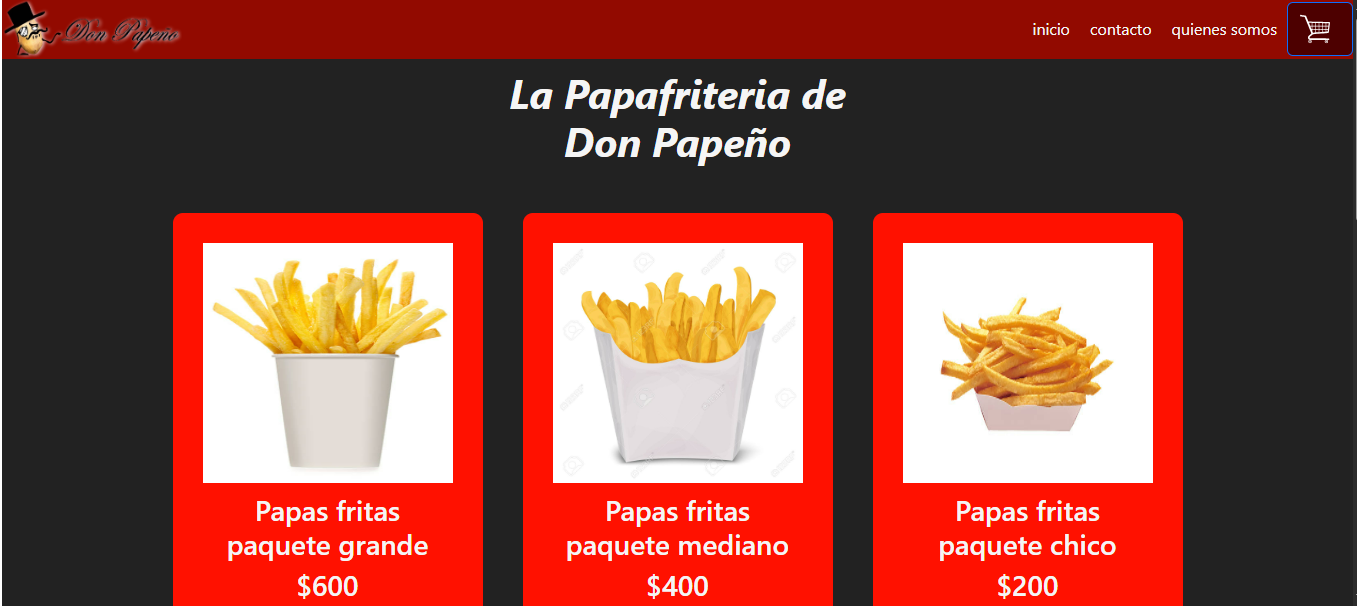 Don Papeño
inicio
contacto
quienes somos
La Papafriteria de
Don Papeño
Papas fritas
paquete grande
$600
Papas fritas
paquete mediano
$400
Papas fritas
paquete chico
$200